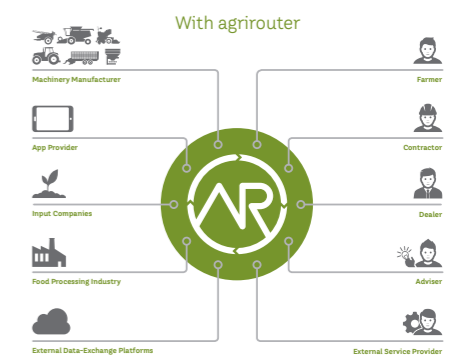 With agrirouter
Machinery Manufacturer
Farmer
App Provider
Contractor
AR
Input Companies
Dealer
Food Processing Industry
Adviser
External Data-Exchange Platforms
External Service Provider